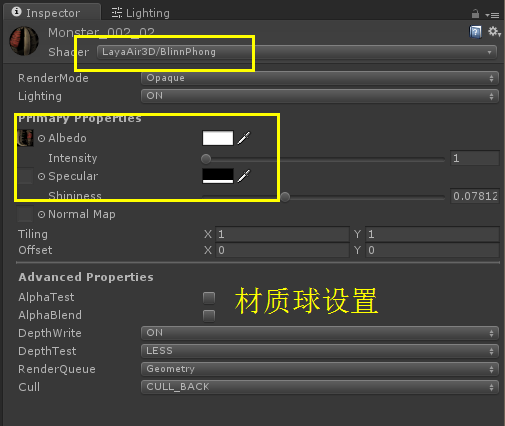 Inspector Lighting
Monster_002_02
Shader LayaAir3D/BlinnPhong
RenderMode Opaque
Lighting ON
Primary Properties
Albedo
Intensity 1
Specular
Shininess 0.07812
Normal Map
Tiling X 1 Y 1
Offset X 0 Y 0
Advanced Properties
AlphaTest
AlphaBlend
材质球设置
DepthWrite ON
DepthTest LESS
RenderQueue Geometry
Cull CULL_BACK